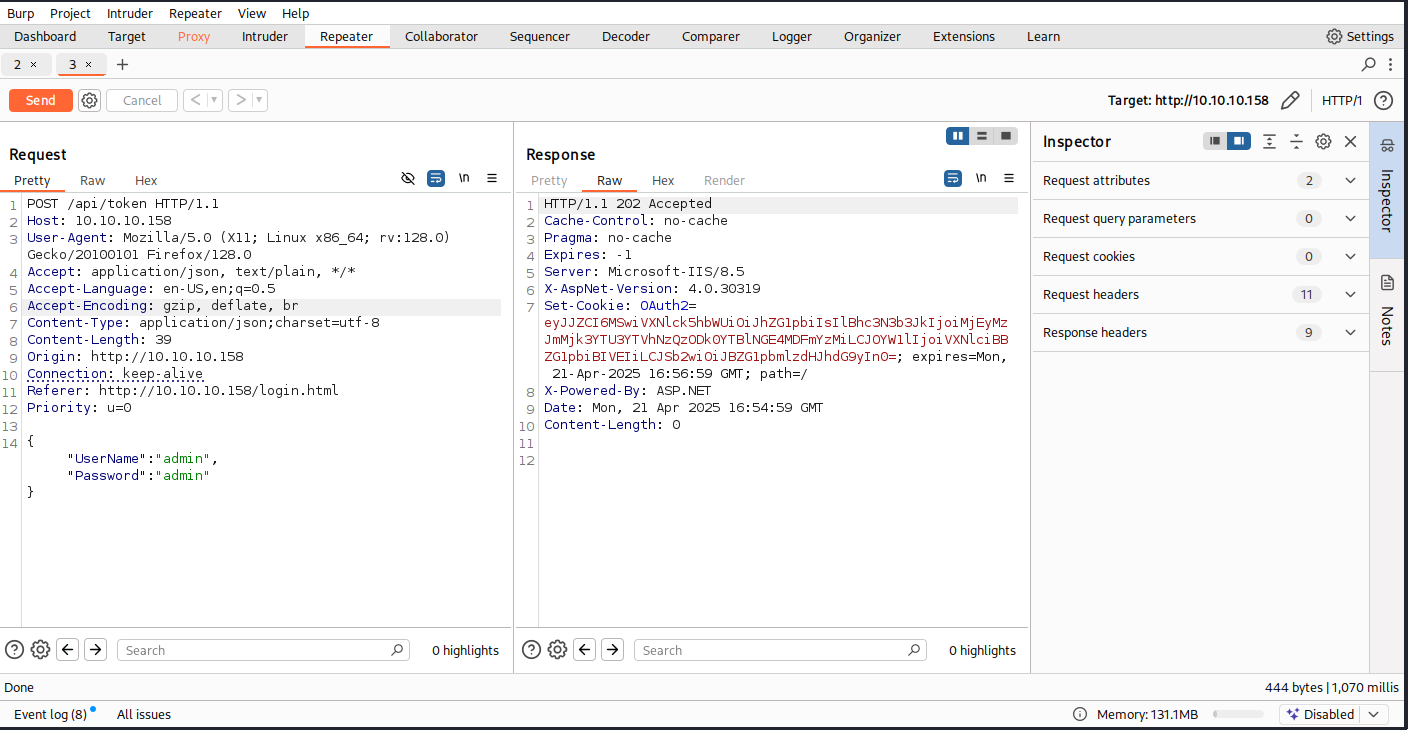 Burp Project Intruder Repeater View Help
Dashboard Target Proxy Intruder Repeater Collaborator Sequencer Decoder Comparer Logger Organizer Extensions Learn Settings
2 × 3 × +
Send Cancel < > Target: http://10.10.10.158 HTTP/1 ?
Request
Pretty Raw Hex \n
1 POST /api/token HTTP/1.1
2 Host: 10.10.10.158
3 User-Agent: Mozilla/5.0 (X11; Linux x86_64; rv:128.0)
Gecko/20100101 Firefox/128.0
4 Accept: application/json, text/plain, */*
5 Accept-Language: en-US,en;q=0.5
6 Accept-Encoding: gzip, deflate, br
7 Content-Type: application/json;charset=utf-8
8 Content-Length: 39
9 Origin: http://10.10.10.158
10 Connection: keep-alive
11 Referer: http://10.10.10.158/login.html
12 Priority: u=0
13
14 {
"UserName":"admin",
"Password":"admin"
}
? Search 0 highlights
Response
Pretty Raw Hex Render \n
1 HTTP/1.1 202 Accepted
2 Cache-Control: no-cache
3 Pragma: no-cache
4 Expires: -1
5 Server: Microsoft-IIS/8.5
6 X-AspNet-Version: 4.0.30319
7 Set-Cookie: OAuth2=
eyJJZCI6MSwiVXNlck5hbWUiOiJhZG1pbiIsIlBhc3N3b3JkIjoiMjEyMz
JmMjk3YTU3YTVhNzQzODk0YTBlNGE4MDFmYzMiLCJOYW1lIjoiVXNlciBB
ZG1pbiBIVEIiLCJSb2wiOiJBZG1pbmlzdHJhdG9yIn0=; expires=Mon,
21-Apr-2025 16:56:59 GMT; path=/
8 X-Powered-By: ASP.NET
9 Date: Mon, 21 Apr 2025 16:54:59 GMT
10 Content-Length: 0
11
12
? Search 0 highlights
Inspector
Request attributes 2
Request query parameters 0
Request cookies 0
Request headers 11
Response headers 9
Inspector
Notes
Done 444 bytes | 1,070 millis
Event log (8) All issues Memory: 131.1MB Disabled